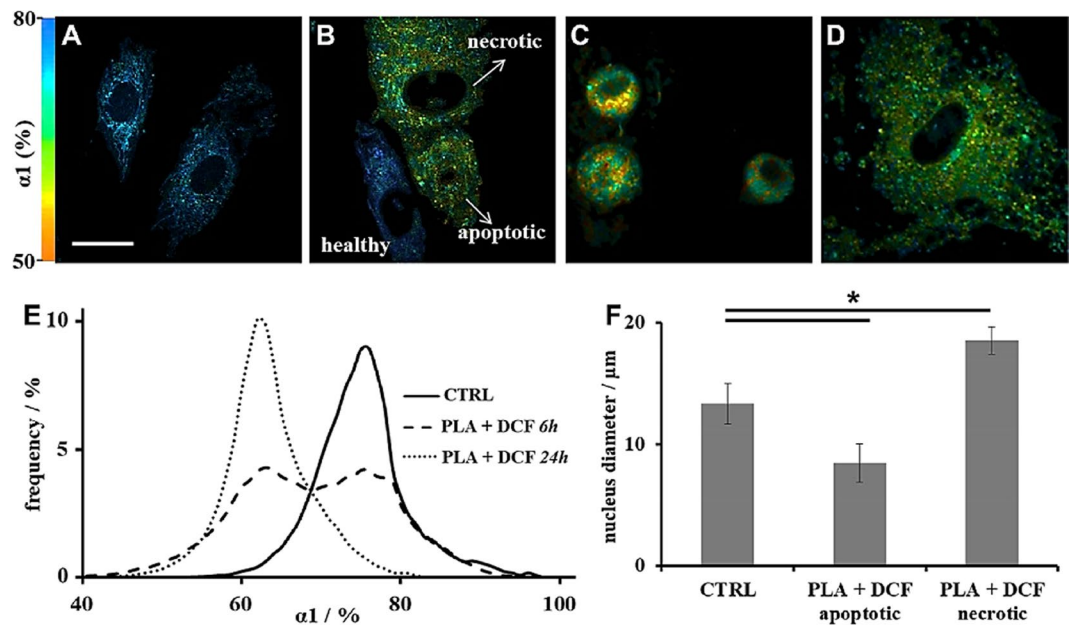 80
α1 (%)
50
A
B
necrotic
healthy
apoptotic
C
D
E
frequency / %
10
5
0
40
60
80
100
α1 / %
CTRL
PLA + DCF 6h
PLA + DCF 24h
F
*
nucleus diameter / µm
20
10
0
CTRL
PLA + DCF
apoptotic
PLA + DCF
necrotic